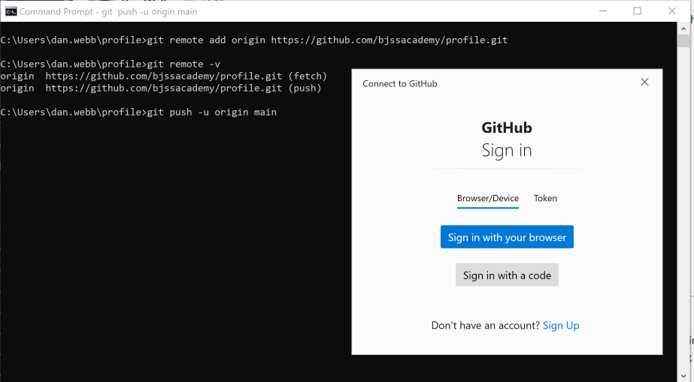 Command Prompt - git  push -u origin main
C:\Users\dan.webb\profile>git remote add origin https://github.com/bjssacademy/profile.git
C:\Users\dan.webb\profile>git remote -v
origin  https://github.com/bjssacademy/profile.git (fetch)
origin  https://github.com/bjssacademy/profile.git (push)
C:\Users\dan.webb\profile>git push -u origin main
Connect to GitHub
GitHub
Sign in
Browser/Device Token
Sign in with your browser
Sign in with a code
Don't have an account? Sign Up